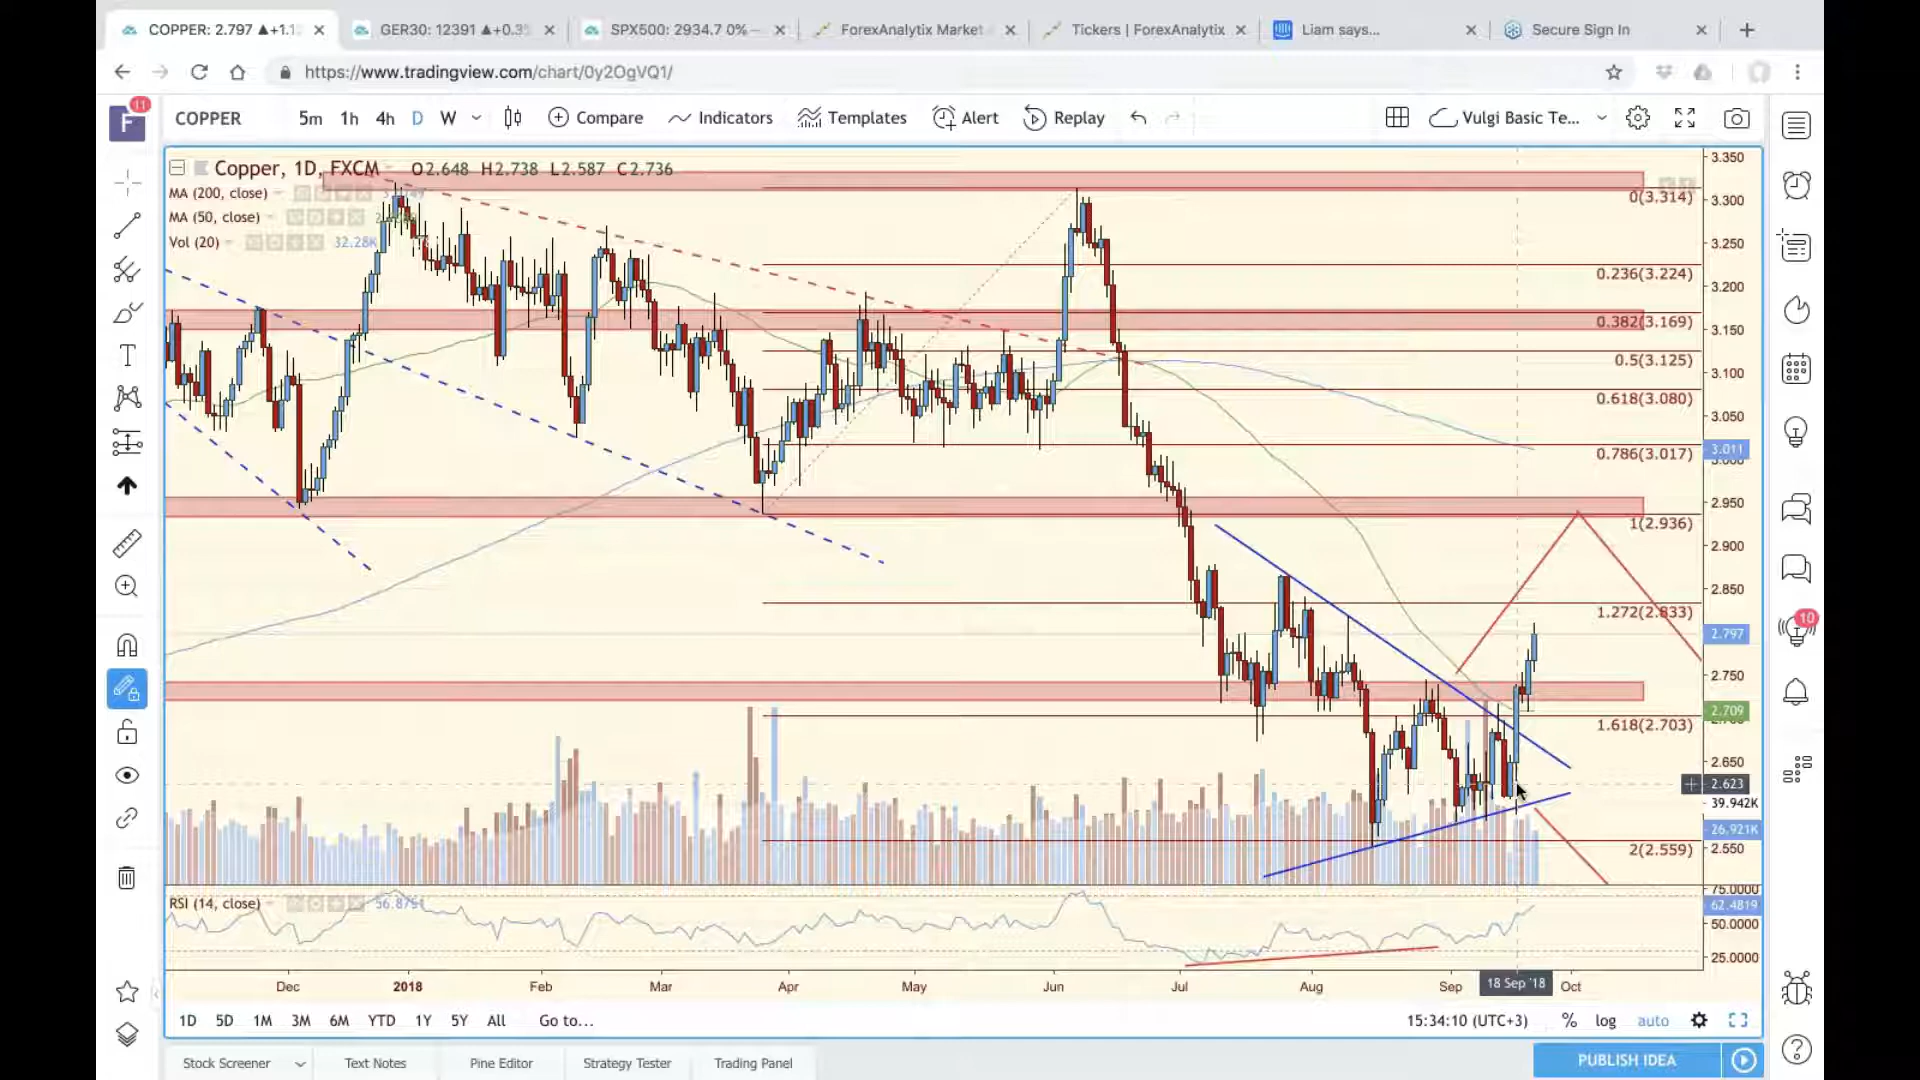 COPPER: 2.797 ▲+1.1
GER30: 12391 ▲+0.3
SPX500: 2934.7 0% —
ForexAnalytix Market
Tickers | ForexAnalytix
Liam says...
Secure Sign In
https://www.tradingview.com/chart/0y2OgVQ1/
11
F
COPPER
5m 1h 4h D W
Compare
Indicators
Templates
Alert
Replay
Vulgi Basic Te...
Copper, 1D, FXCM O2.648 H2.738 L2.587 C2.736
MA (200, close)
MA (50, close)
Vol (20) 32.28K
3.350
0(3.314)
3.300
3.250
0.236(3.224)
3.200
0.382(3.169)
3.150
0.5(3.125)
3.100
0.618(3.080)
3.050
3.011
0.786(3.017)
3.000
2.950
1(2.936)
2.900
2.850
1.272(2.833)
10
2.797
2.750
2.709
1.618(2.703)
2.650
2.623
39.942K
26.921K
2(2.559)
2.550
75.0000
RSI (14, close) 56.8751
62.4819
50.0000
25.0000
Dec 2018 Feb Mar Apr May Jun Jul Aug Sep 18 Sep '18 Oct
1D 5D 1M 3M 6M YTD 1Y 5Y All Go to...
15:34:10 (UTC+3) % log auto
Stock Screener
Text Notes
Pine Editor
Strategy Tester
Trading Panel
PUBLISH IDEA